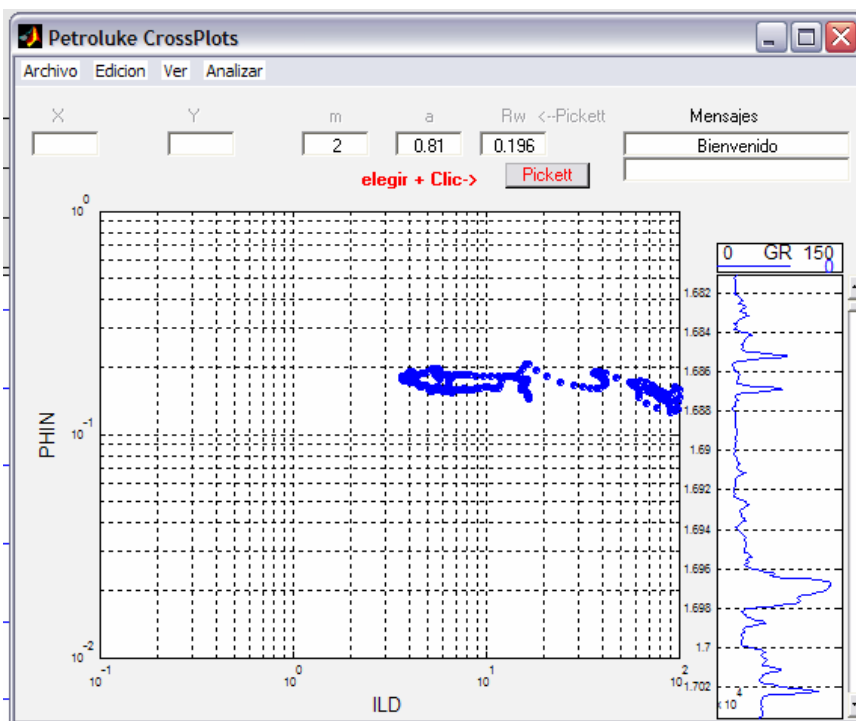 Petroluke CrossPlots
Archivo Edicion Ver Analizar
X Y m a Rw <--Pickett Mensajes
2 0.81 0.196 Bienvenido
elegir + Clic-> Pickett
10^0
10^-1
10^-2
PHIN
10^-1 10^0 10^1 10^2
ILD
0 GR 150
0
1.682
1.684
1.686
1.688
1.69
1.692
1.694
1.696
1.698
1.7
1.702
x 10^4